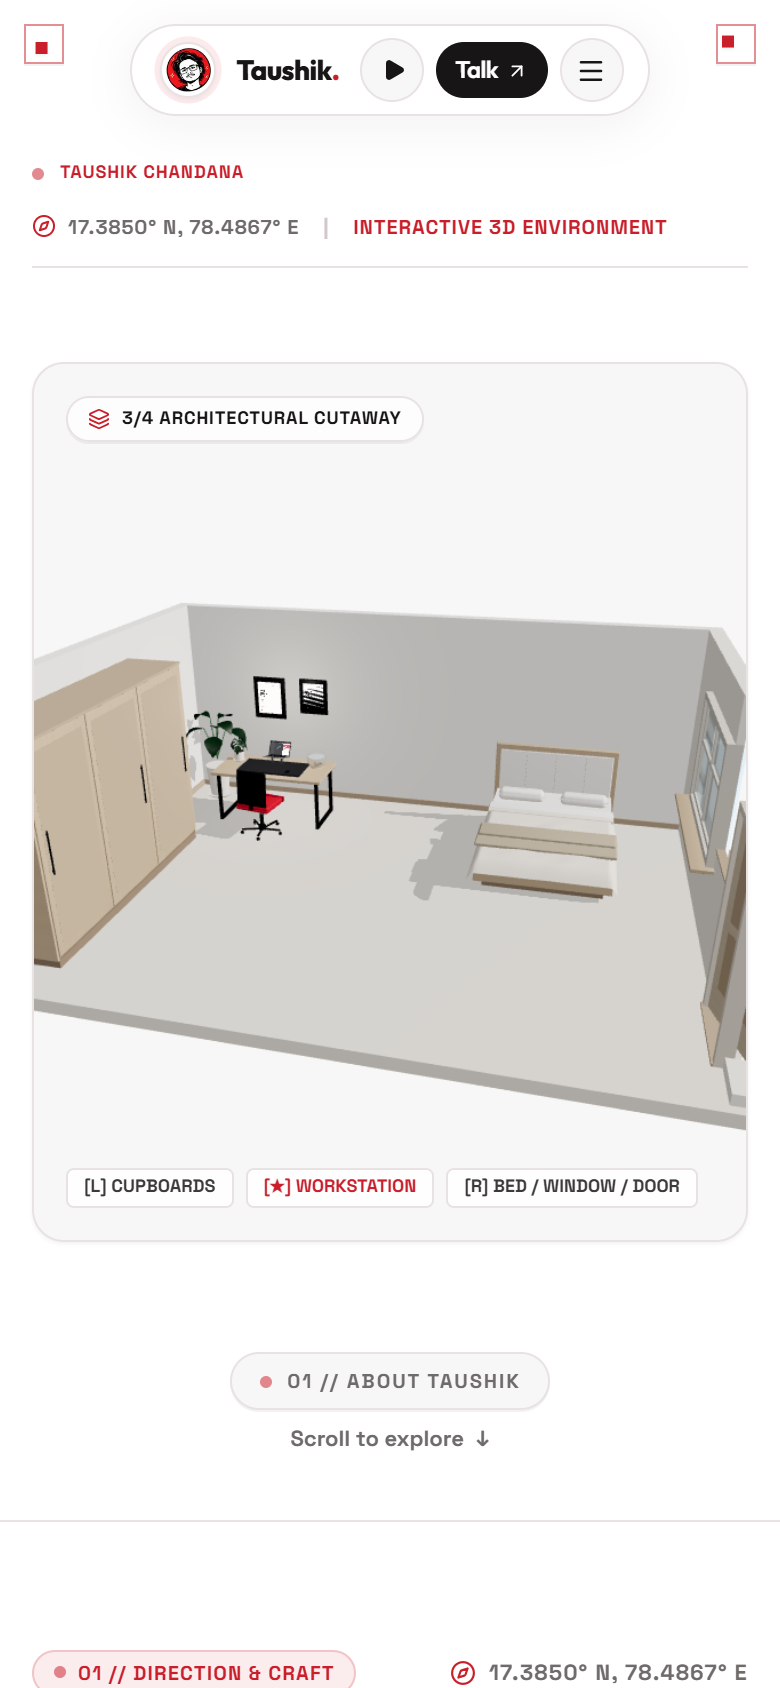 Taushik.
Talk
TAUSHIK CHANDANA
17.3850° N, 78.4867° E | INTERACTIVE 3D ENVIRONMENT
3/4 ARCHITECTURAL CUTAWAY
[L] CUPBOARDS
[★] WORKSTATION
[R] BED / WINDOW / DOOR
01 // ABOUT TAUSHIK
Scroll to explore ↓
01 // DIRECTION & CRAFT
17.3850° N, 78.4867° E